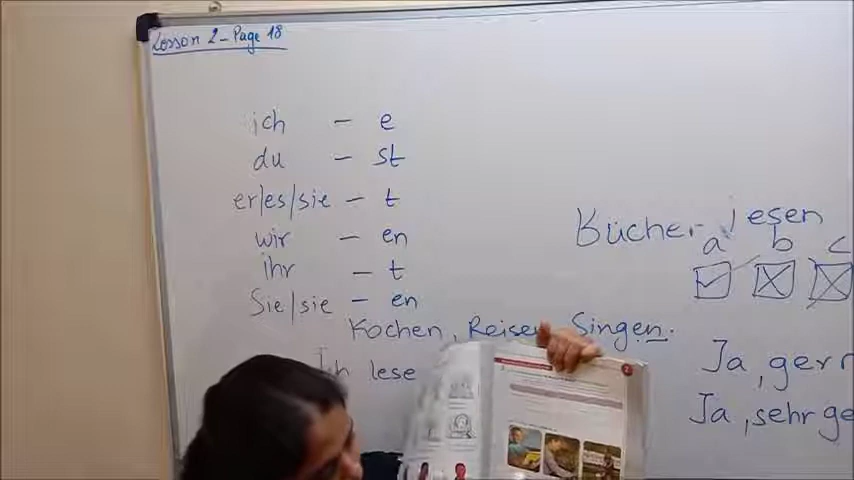 Lesson 2 - Page 18
ich - e
du - st
er/es/sie - t
wir - en
ihr - t
Sie/sie - en
Kochen, Reisen, Singen.
Ich lese
Bücher lesen
a b c
Ja, gern
Ja, sehr ge